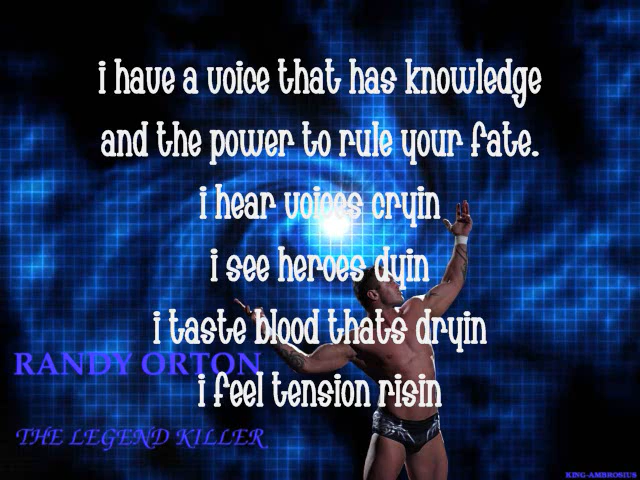 i have a voice that has knowledge
and the power to rule your fate.
i hear voices cryin
i see heroes dyin
i taste blood thats dryin
RANDY ORTON
i feel tension risin
THE LEGEND KILLER
KING-AMBROSIUS